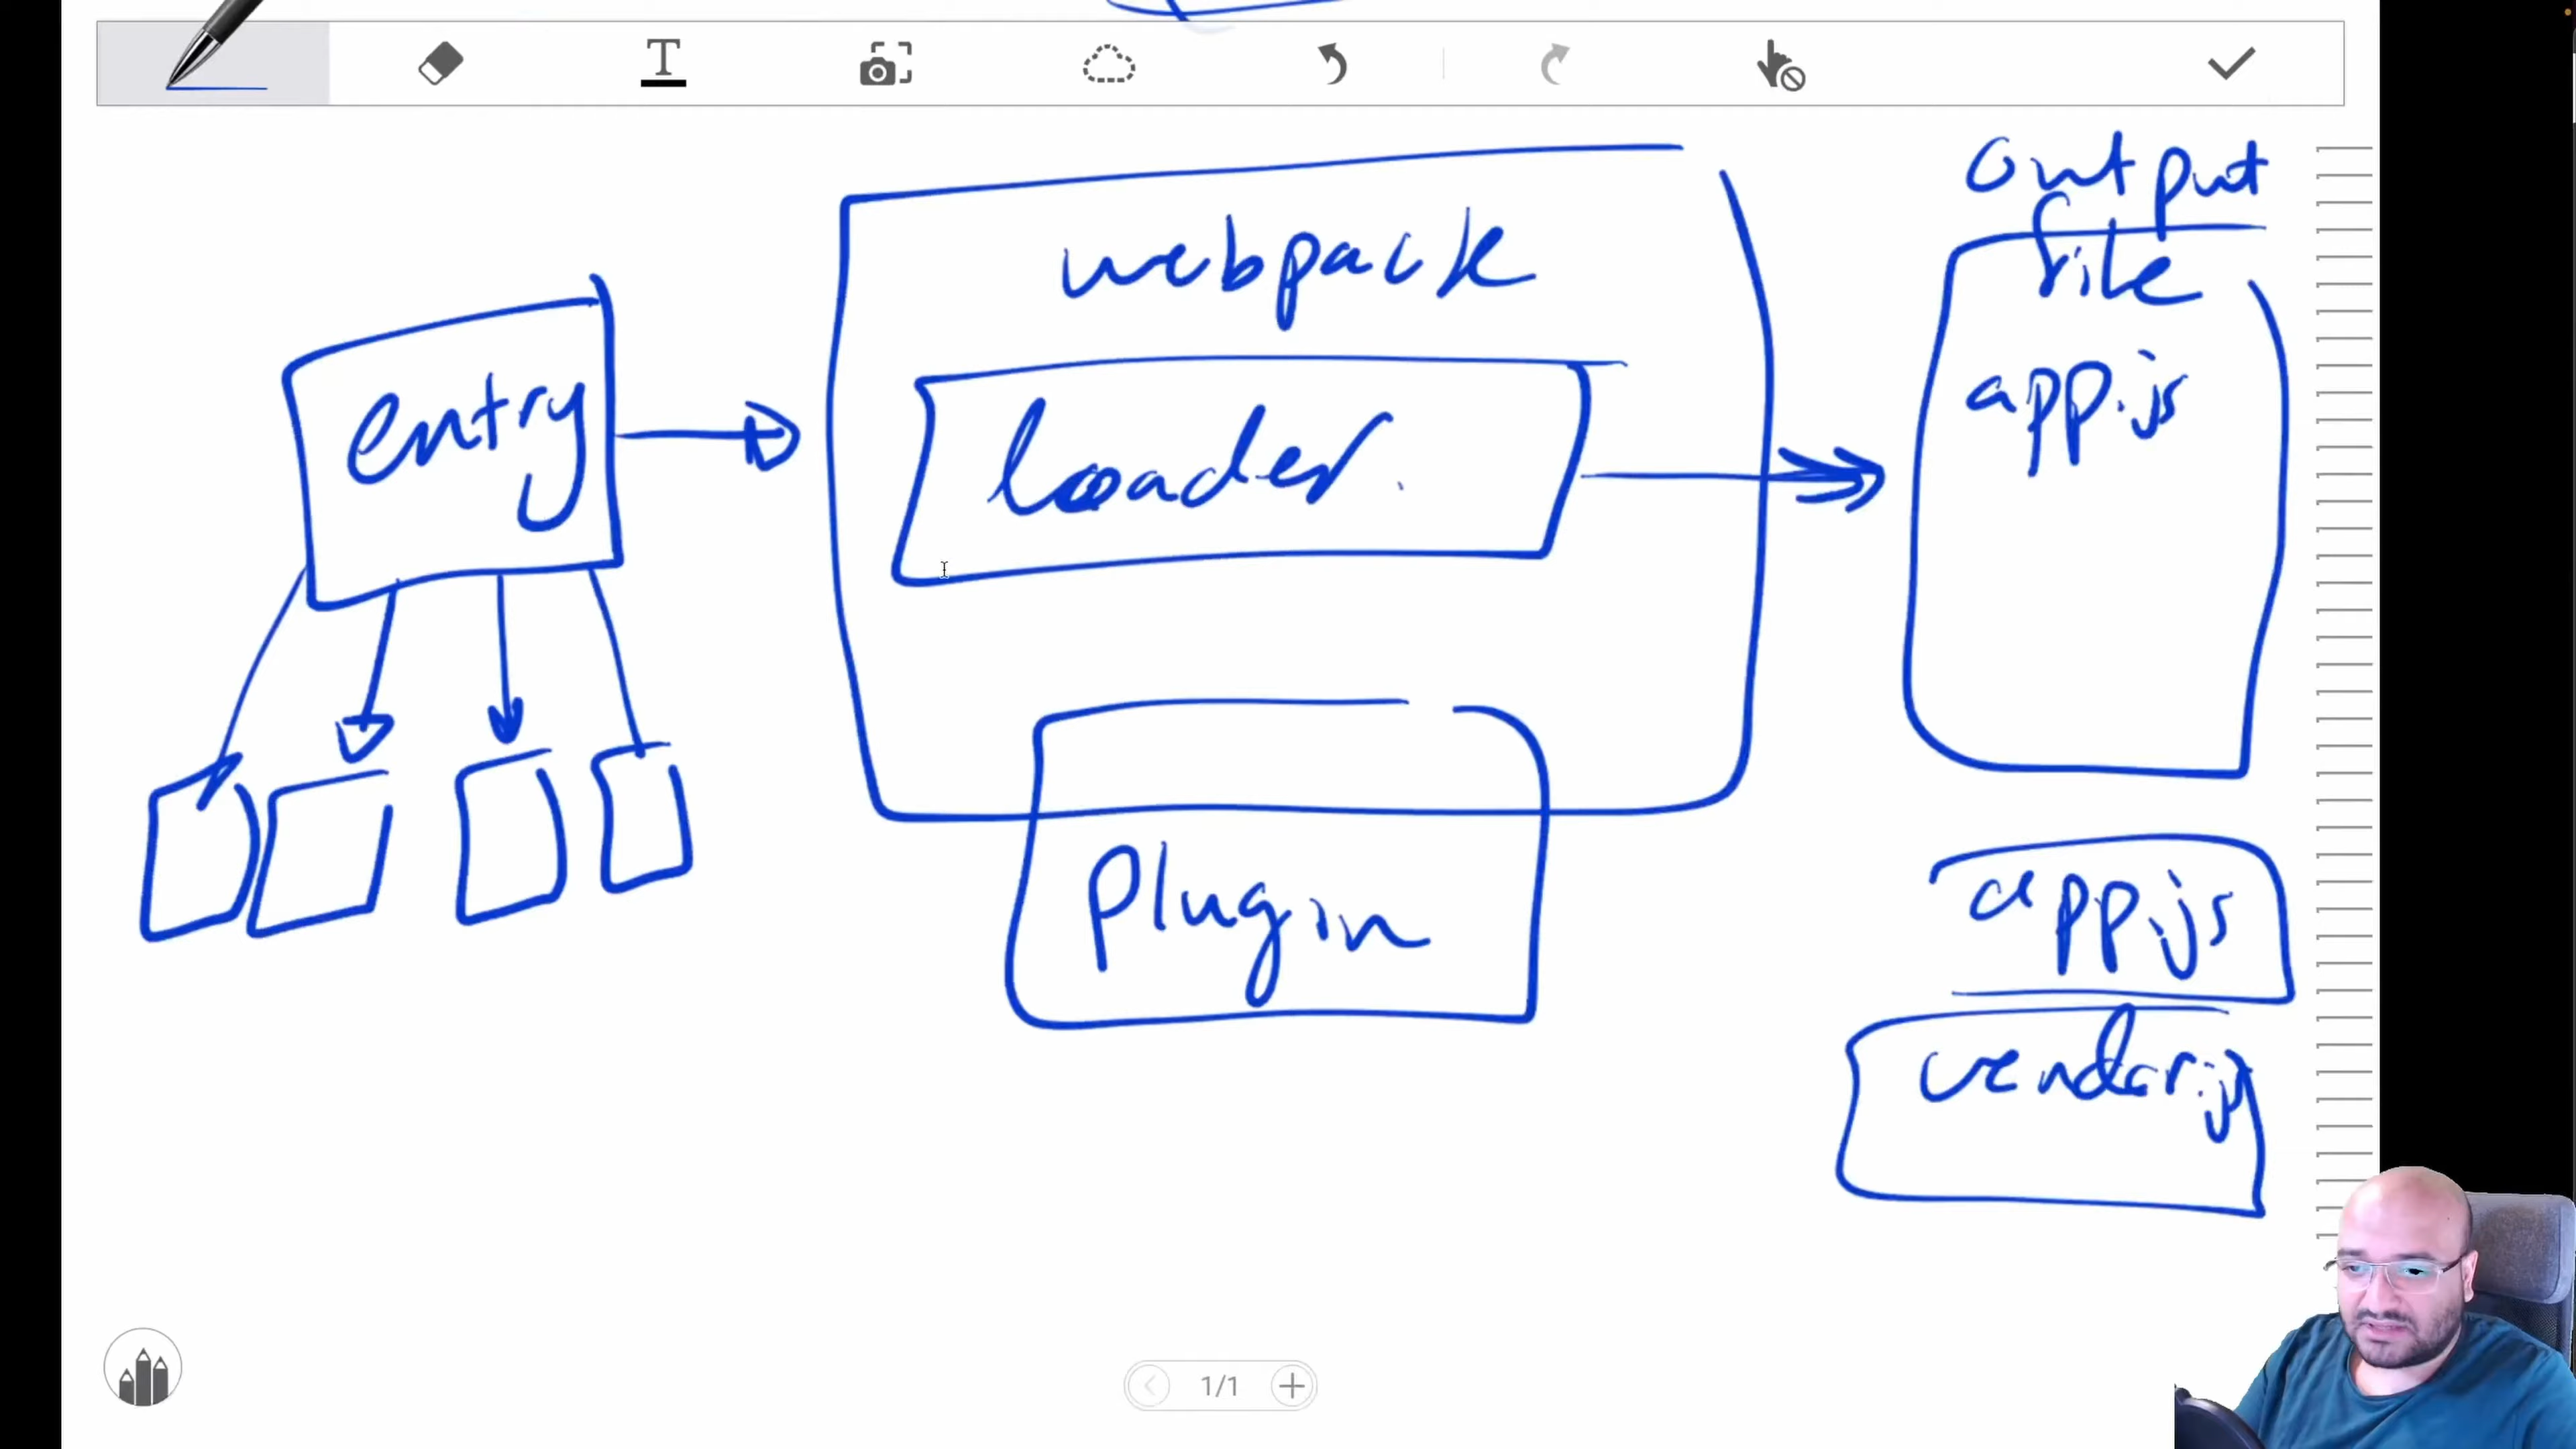 T
output
file
webpack
app.js
entry
loader.
plugin
app.js
vendor.js
1/1